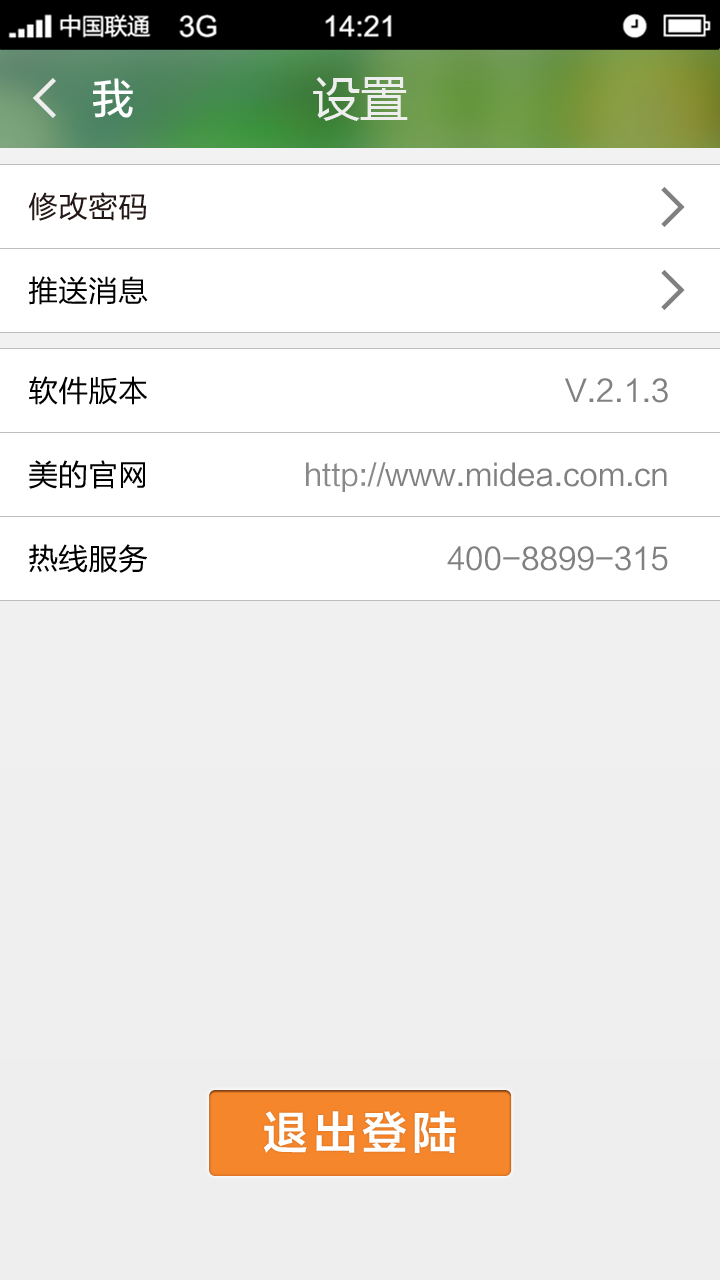 中国联通 3G 14:21
我 设置
修改密码
推送消息
软件版本 V.2.1.3
美的官网 http://www.midea.com.cn
热线服务 400-8899-315
退出登陆